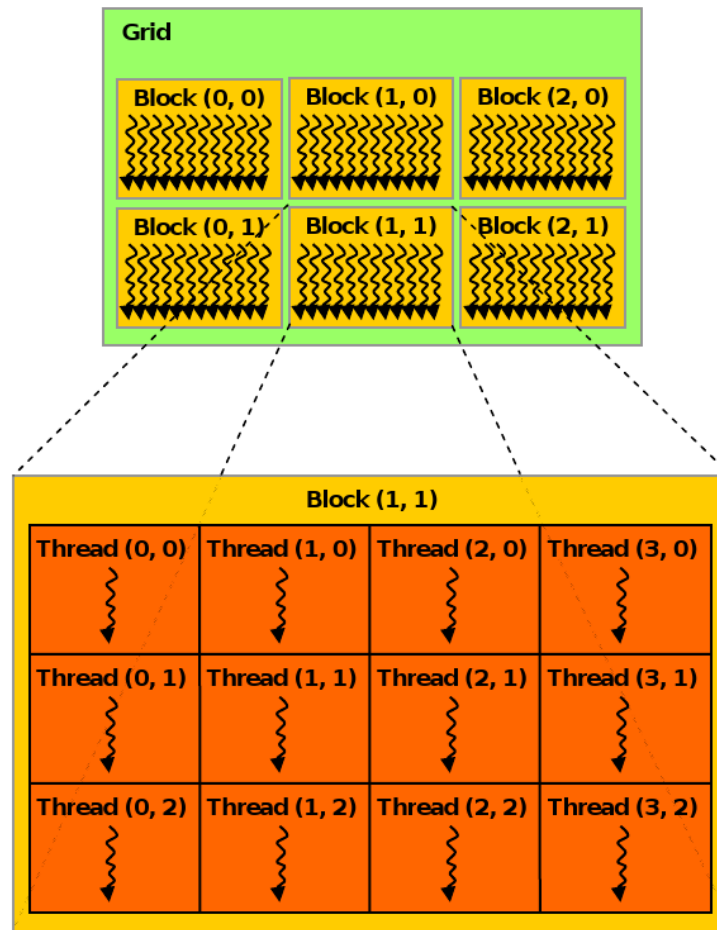 Grid
Block (0, 0) Block (1, 0) Block (2, 0)
Block (0, 1) Block (1, 1) Block (2, 1)
Block (1, 1)
Thread (0, 0) Thread (1, 0) Thread (2, 0) Thread (3, 0)
Thread (0, 1) Thread (1, 1) Thread (2, 1) Thread (3, 1)
Thread (0, 2) Thread (1, 2) Thread (2, 2) Thread (3, 2)